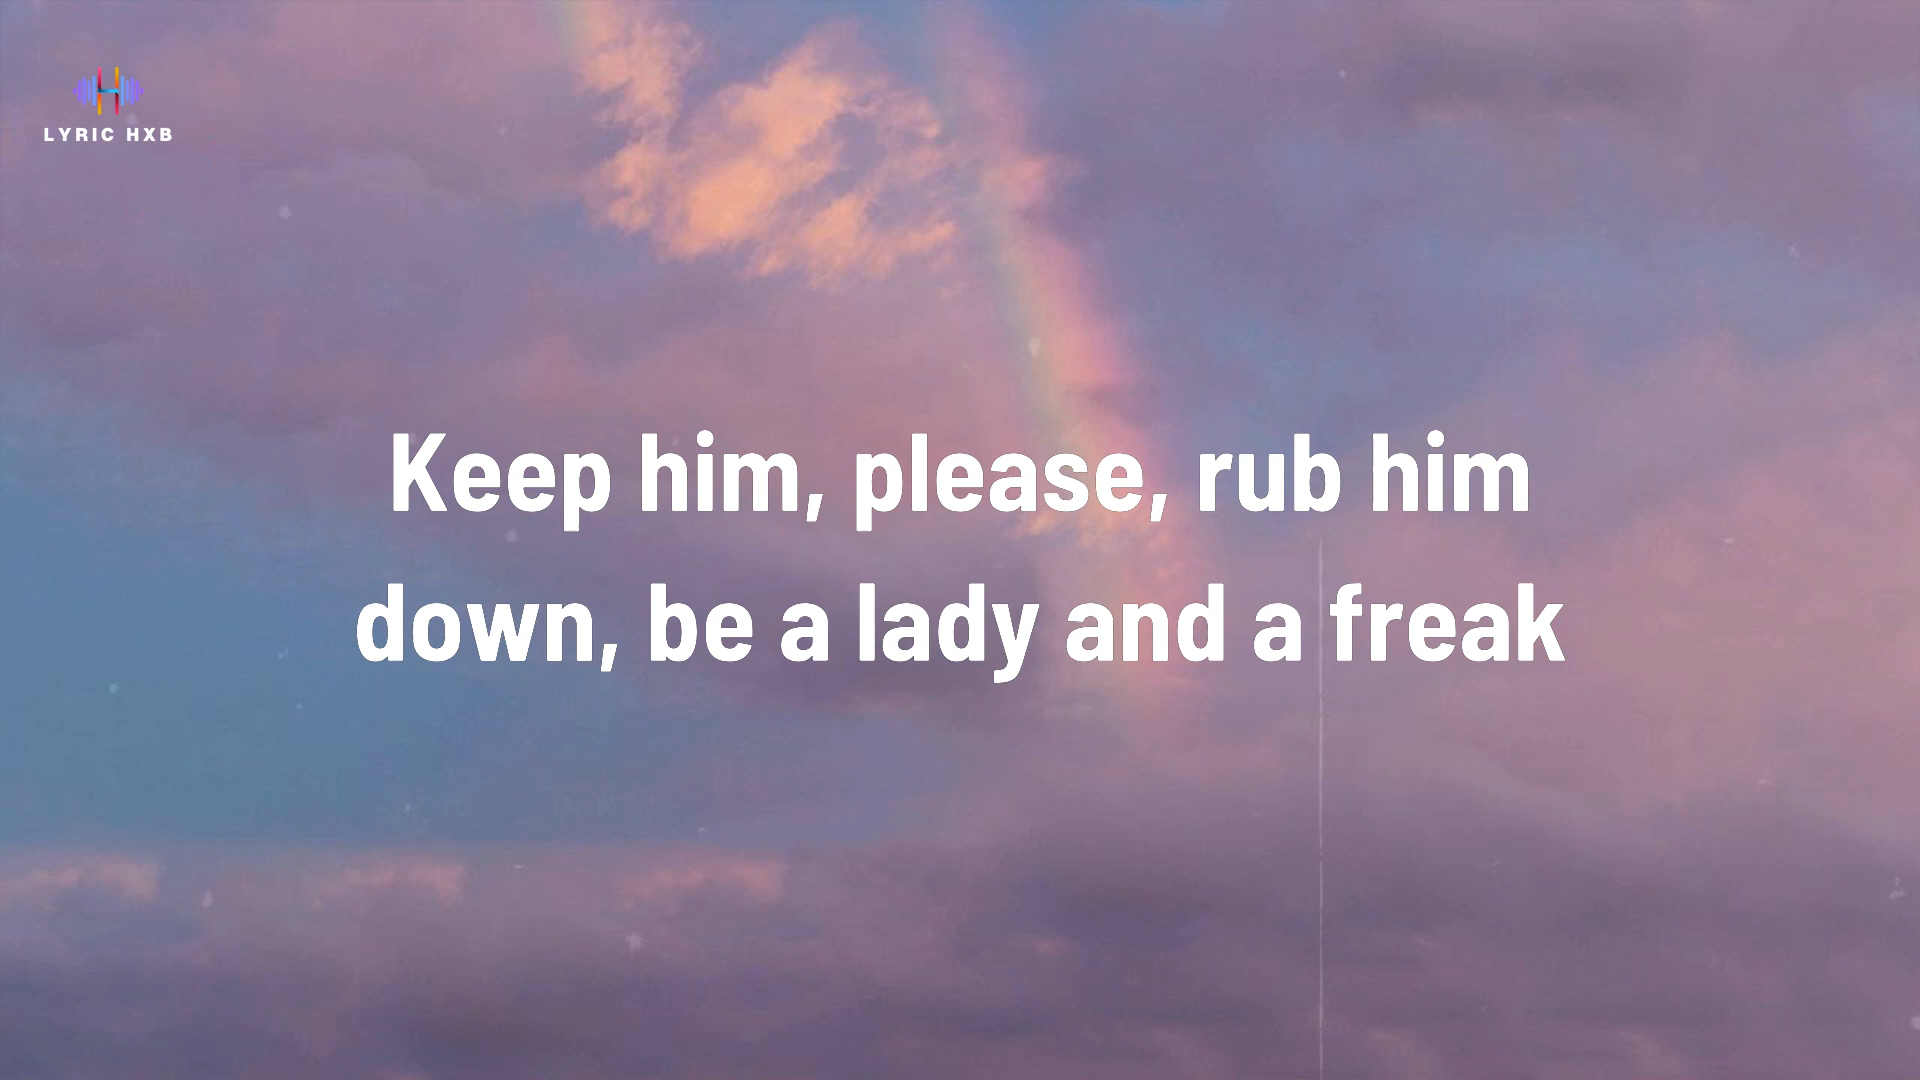 LYRIC HXB
Keep him, please, rub him
down, be a lady and a freak